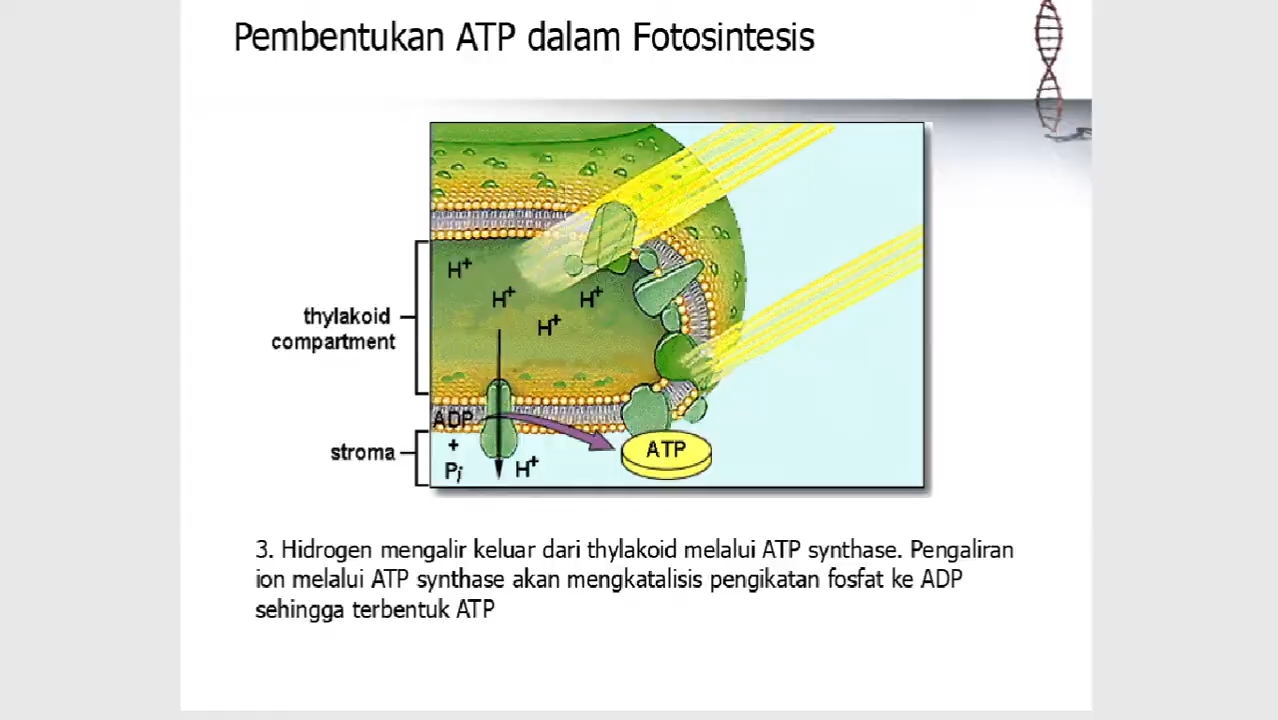 Pembentukan ATP dalam Fotosintesis
H+
H+
H+
H+
thylakoid
compartment
ADP
+
Pi
stroma
H+
ATP
3. Hidrogen mengalir keluar dari thylakoid melalui ATP synthase. Pengaliran
ion melalui ATP synthase akan mengkatalisis pengikatan fosfat ke ADP
sehingga terbentuk ATP